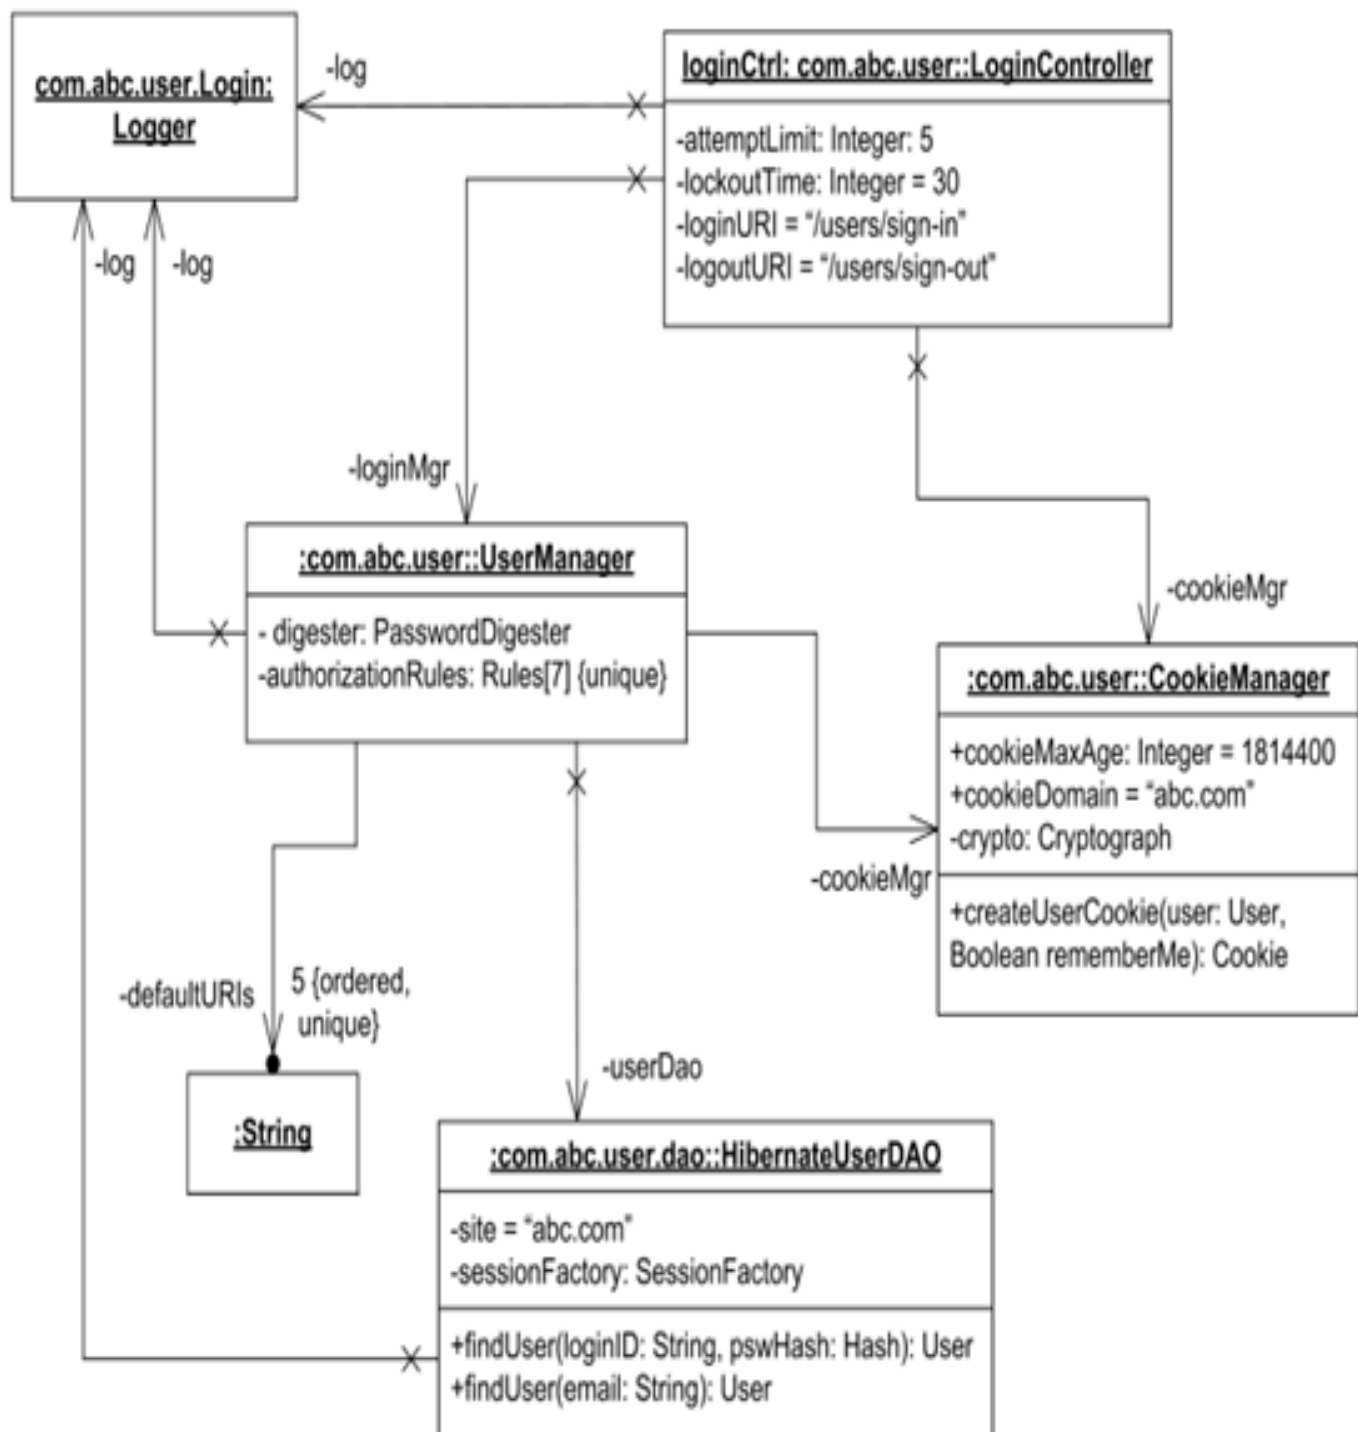 com.abc.user.Login:
Logger
-log
loginCtrl: com.abc.user::LoginController
-attemptLimit: Integer: 5
-lockoutTime: Integer = 30
-loginURI = “/users/sign-in”
-logoutURI = “/users/sign-out”
-log
-log
-loginMgr
:com.abc.user::UserManager
- digester: PasswordDigester
-authorizationRules: Rules[7] {unique}
-cookieMgr
:com.abc.user::CookieManager
+cookieMaxAge: Integer = 1814400
+cookieDomain = “abc.com”
-crypto: Cryptograph
+createUserCookie(user: User,
Boolean rememberMe): Cookie
-cookieMgr
-defaultURIs
5 {ordered,
unique}
:String
-userDao
:com.abc.user.dao::HibernateUserDAO
-site = “abc.com”
-sessionFactory: SessionFactory
+findUser(loginID: String, pswHash: Hash): User
+findUser(email: String): User